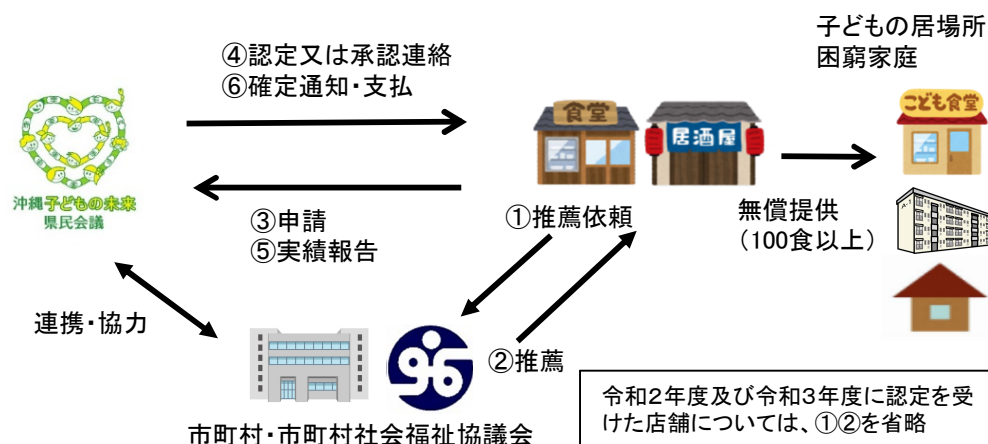 子どもの居場所
困窮家庭
④認定又は承認連絡
⑥確定通知・支払
食堂
居酒屋
こども食堂
沖縄子どもの未来
県民会議
③申請
⑤実績報告
①推薦依頼
無償提供
（100食以上）
連携・協力
②推薦
市町村・市町村社会福祉協議会
令和２年度及び令和３年度に認定を受
けた店舗については、①②を省略